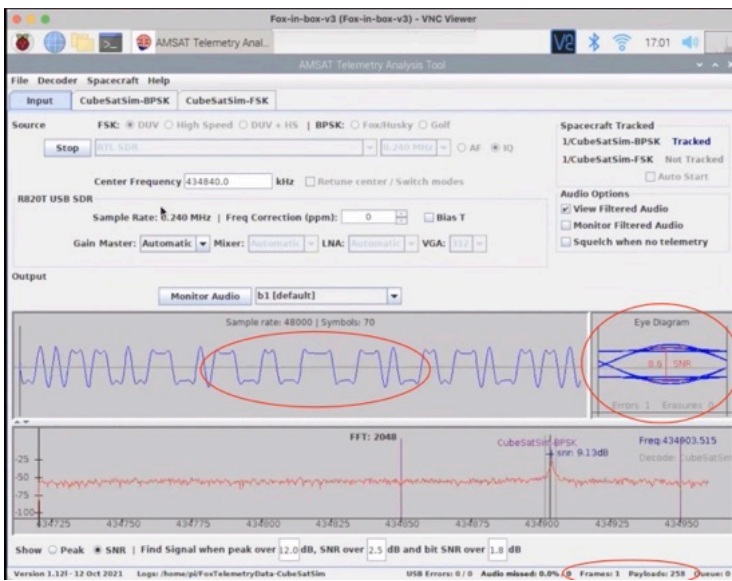 Fox-in-box-v3 (Fox-in-box-v3) - VNC Viewer
AMSAT Telemetry Anal... 17:01
AMSAT Telemetry Analysis Tool
File Decoder Spacecraft Help
Input CubeSatSim-BPSK CubeSatSim-FSK
Source FSK: DUV High Speed DUV + HS | BPSK: Fox/Husky Golf
Stop RTL SDR 0.240 MHz AF IQ
Center Frequency 434840.0 kHz Retune center / Switch modes
R820T USB SDR
Sample Rate: 0.240 MHz | Freq Correction (ppm): 0 Bias T
Gain Master: Automatic Mixer: Automatic LNA: Automatic VGA: 312
Spacecraft Tracked
1/CubeSatSim-BPSK Tracked
1/CubeSatSim-FSK Not Tracked
Auto Start
Audio Options
View Filtered Audio
Monitor Filtered Audio
Squelch when no telemetry
Output
Monitor Audio b1 [default]
Sample rate: 48000 | Symbols: 70
Eye Diagram
8.6 SNR
Errors 1 Erasures 0
FFT: 2048
CubeSatSim-BPSK
snr: 9.13dB
Freq:434903.515
Decode: CubeSatSim
-25
-50
-75
-100
434725 434750 434775 434800 434825 434850 434875 434900 434925 434950
Show Peak SNR | Find Signal when peak over 12.0 dB, SNR over 2.5 dB and bit SNR over 1.8 dB
Version 1.12f - 12 Oct 2021 Logs: /home/pi/FoxTelemetryData-CubeSatSim USB Errors: 0 / 0 Audio missed: 0.0% / 0 Frames: 1 Payloads: 258 Queue: 0